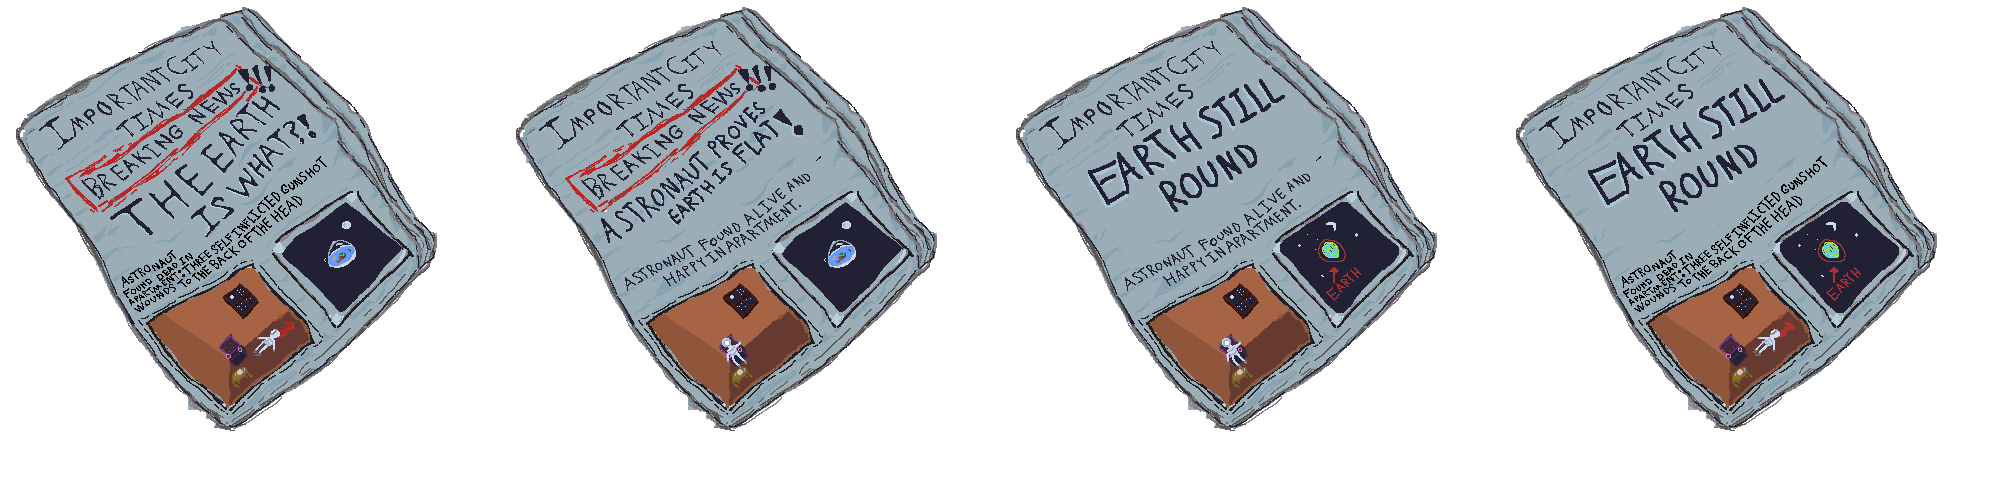 IMPORTANT CITY
TIMES
BREAKING NEWS!!!
THE EARTH
IS WHAT?!
ASTRONAUT
FOUND DEAD IN
APARTMENT: THREE SELF INFLICTED GUNSHOT
WOUNDS TO THE BACK OF THE HEAD
IMPORTANT CITY
TIMES
BREAKING NEWS!!!
ASTRONAUT PROVES
EARTH IS FLAT!
ASTRONAUT FOUND ALIVE AND
HAPPY IN APARTMENT.
IMPORTANT CITY
TIMES
EARTH STILL
ROUND
ASTRONAUT FOUND ALIVE AND
HAPPY IN APARTMENT.
EARTH
IMPORTANT CITY
TIMES
EARTH STILL
ROUND
ASTRONAUT
FOUND DEAD IN
APARTMENT: THREE SELF INFLICTED GUNSHOT
WOUNDS TO THE BACK OF THE HEAD
EARTH